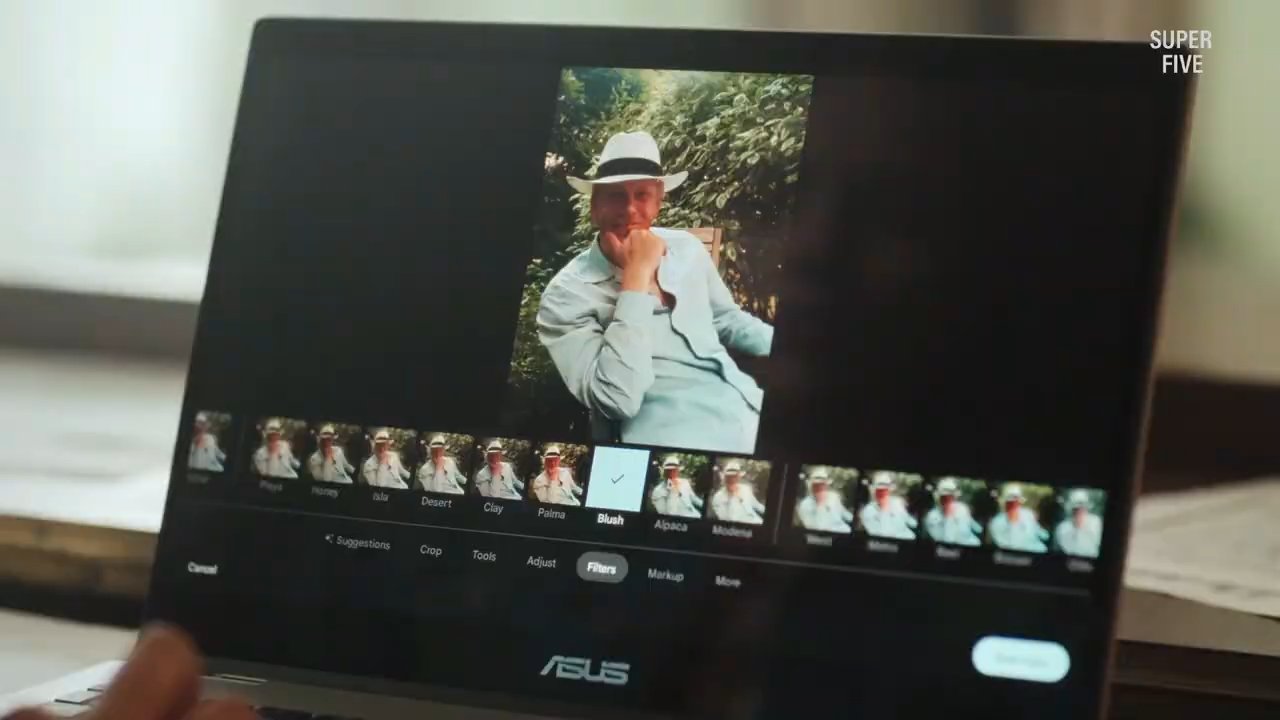 SUPER
FIVE
Playa
Honey
Isla
Desert
Clay
Palma
Blush
Alpaca
Modena
Metro
Suggestions
Crop
Tools
Adjust
Filters
Markup
More
Cancel
ASUS